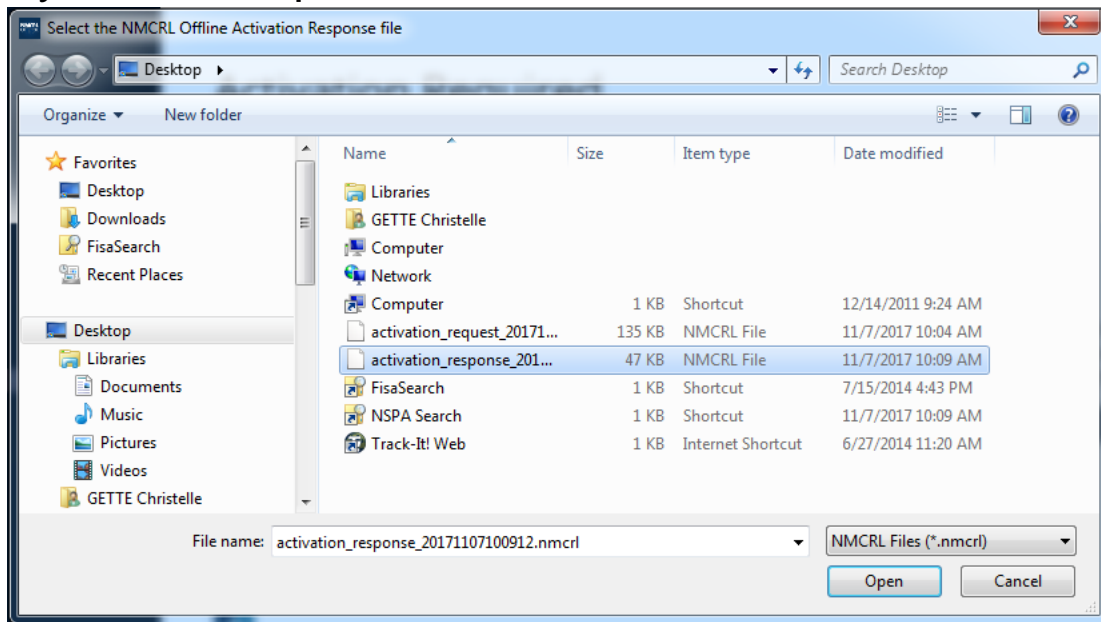 Select the NMCRL Offline Activation Response file
Desktop
Search Desktop
Activation Required
Organize New folder
Favorites
Desktop
Downloads
FisaSearch
Recent Places
Desktop
Libraries
Documents
Music
Pictures
Videos
GETTE Christelle
Name Size Item type Date modified
Libraries
GETTE Christelle
Computer
Network
Computer 1 KB Shortcut 12/14/2011 9:24 AM
activation_request_20171... 135 KB NMCRL File 11/7/2017 10:04 AM
activation_response_201... 47 KB NMCRL File 11/7/2017 10:09 AM
FisaSearch 1 KB Shortcut 7/15/2014 4:43 PM
NSPA Search 1 KB Shortcut 11/7/2017 10:09 AM
Track-It! Web 1 KB Internet Shortcut 6/27/2014 11:20 AM
File name: activation_response_20171107100912.nmcrl NMCRL Files (*.nmcrl)
Open Cancel